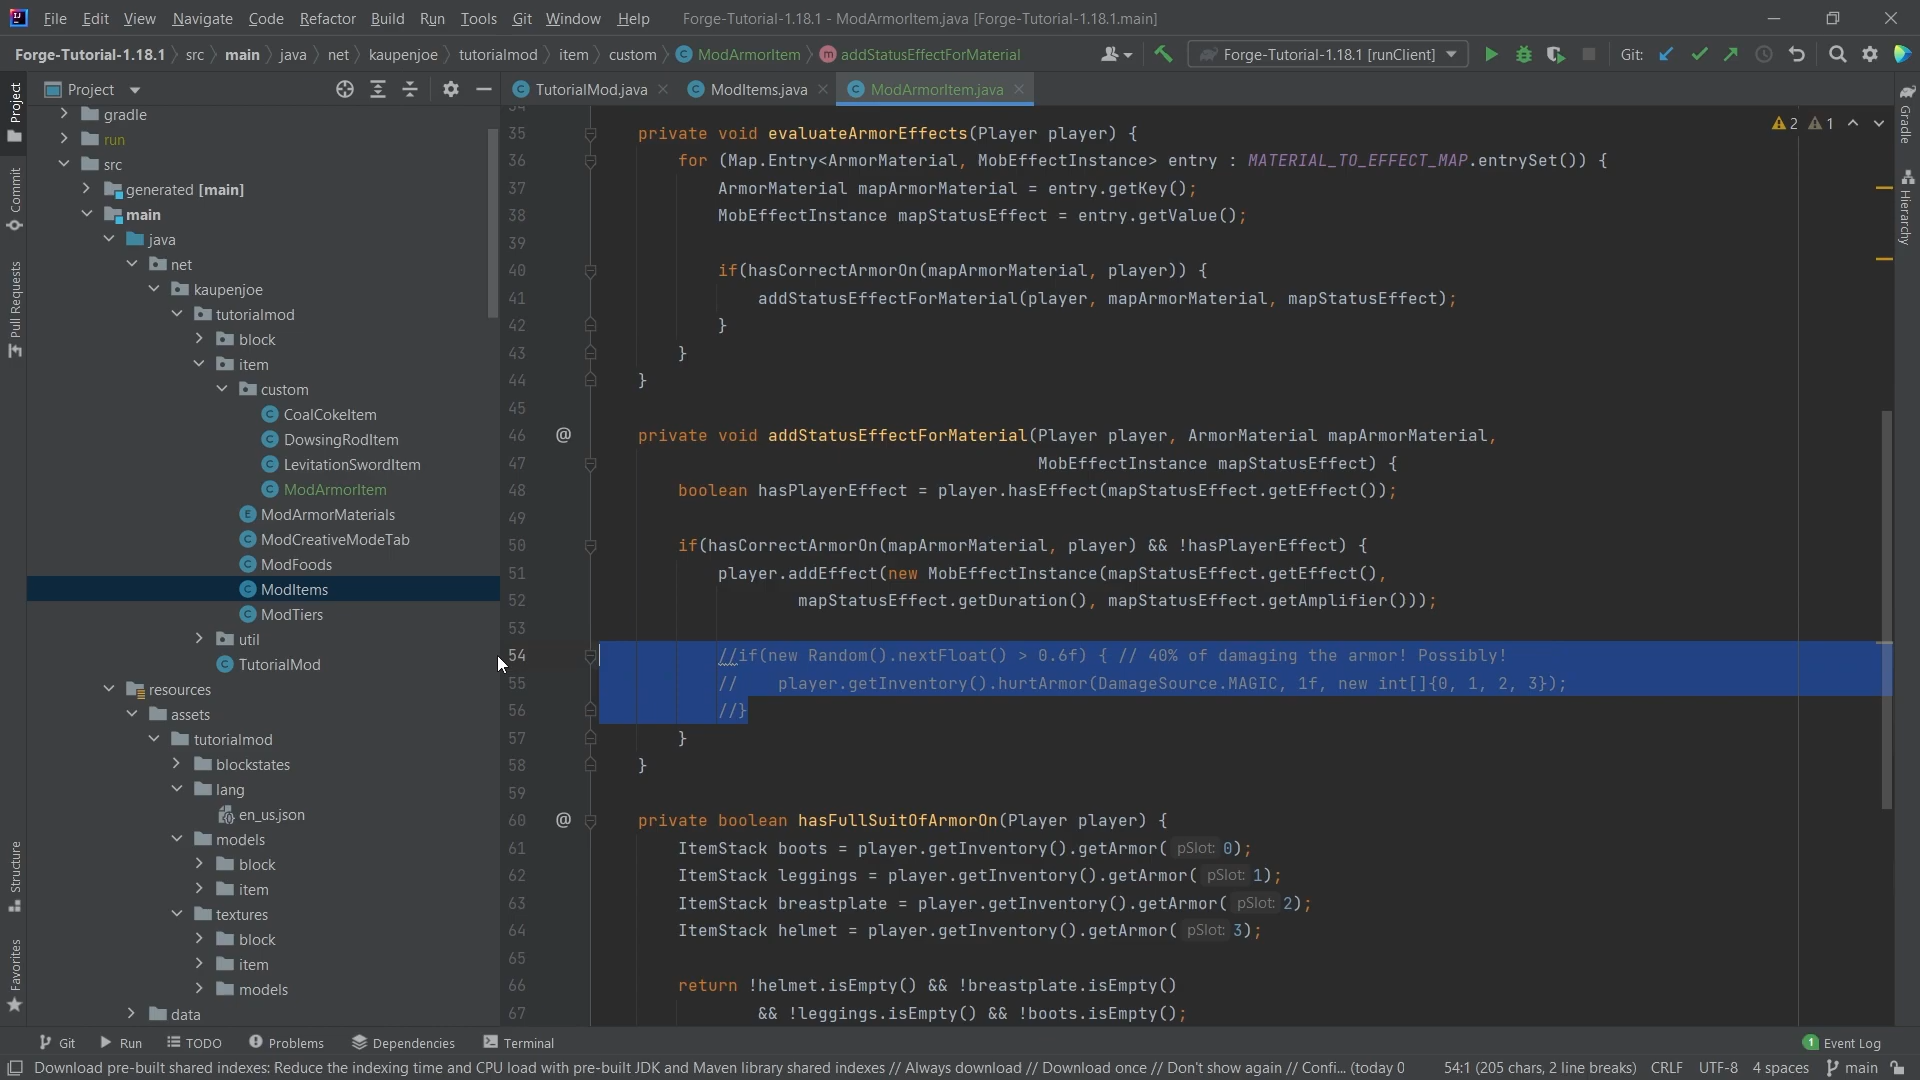 File Edit View Navigate Code Refactor Build Run Tools Git Window Help Forge-Tutorial-1.18.1 - ModArmorItem.java [Forge-Tutorial-1.18.1.main]
Forge-Tutorial-1.18.1 src main java net kaupenjoe tutorialmod item custom ModArmorItem addStatusEffectForMaterial Forge-Tutorial-1.18.1 [runClient] Git:
Project
TutorialMod.java ModItems.java ModArmorItem.java
gradle
run
src
generated [main]
main
java
net
kaupenjoe
tutorialmod
block
item
custom
CoalCokeItem
DowsingRodItem
LevitationSwordItem
ModArmorItem
ModArmorMaterials
ModCreativeModeTab
ModFoods
ModItems
ModTiers
util
TutorialMod
resources
assets
tutorialmod
blockstates
lang
en_us.json
models
block
item
textures
block
item
models
data
2 1
35 private void evaluateArmorEffects(Player player) {
36 for (Map.Entry<ArmorMaterial, MobEffectInstance> entry : MATERIAL_TO_EFFECT_MAP.entrySet()) {
37 ArmorMaterial mapArmorMaterial = entry.getKey();
38 MobEffectInstance mapStatusEffect = entry.getValue();
39
40 if(hasCorrectArmorOn(mapArmorMaterial, player)) {
41 addStatusEffectForMaterial(player, mapArmorMaterial, mapStatusEffect);
42 }
43 }
44 }
45
46 @ private void addStatusEffectForMaterial(Player player, ArmorMaterial mapArmorMaterial,
47 MobEffectInstance mapStatusEffect) {
48 boolean hasPlayerEffect = player.hasEffect(mapStatusEffect.getEffect());
49
50 if(hasCorrectArmorOn(mapArmorMaterial, player) && !hasPlayerEffect) {
51 player.addEffect(new MobEffectInstance(mapStatusEffect.getEffect(),
52 mapStatusEffect.getDuration(), mapStatusEffect.getAmplifier()));
53
54 //if(new Random().nextFloat() > 0.6f) { // 40% of damaging the armor! Possibly!
55 // player.getInventory().hurtArmor(DamageSource.MAGIC, 1f, new int[]{0, 1, 2, 3});
56 //}
57 }
58 }
59
60 @ private boolean hasFullSuitOfArmorOn(Player player) {
61 ItemStack boots = player.getInventory().getArmor( pSlot: 0);
62 ItemStack leggings = player.getInventory().getArmor( pSlot: 1);
63 ItemStack breastplate = player.getInventory().getArmor( pSlot: 2);
64 ItemStack helmet = player.getInventory().getArmor( pSlot: 3);
65
66 return !helmet.isEmpty() && !breastplate.isEmpty()
67 && !leggings.isEmpty() && !boots.isEmpty();
Project
Commit
Pull Requests
Structure
Favorites
Gradle
Hierarchy
Git Run TODO Problems Dependencies Terminal 1 Event Log
Download pre-built shared indexes: Reduce the indexing time and CPU load with pre-built JDK and Maven library shared indexes // Always download // Download once // Don't show again // Confi... (today 0 54:1 (205 chars, 2 line breaks) CRLF UTF-8 4 spaces main